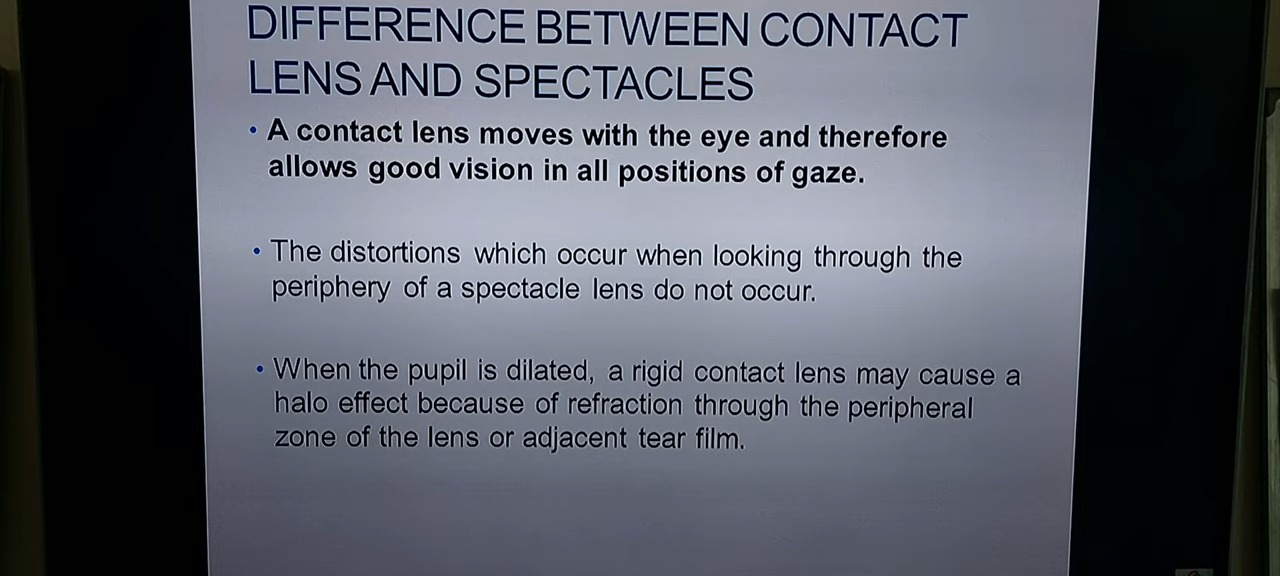 DIFFERENCE BETWEEN CONTACT
LENS AND SPECTACLES
• A contact lens moves with the eye and therefore
allows good vision in all positions of gaze.
• The distortions which occur when looking through the
periphery of a spectacle lens do not occur.
• When the pupil is dilated, a rigid contact lens may cause a
halo effect because of refraction through the peripheral
zone of the lens or adjacent tear film.